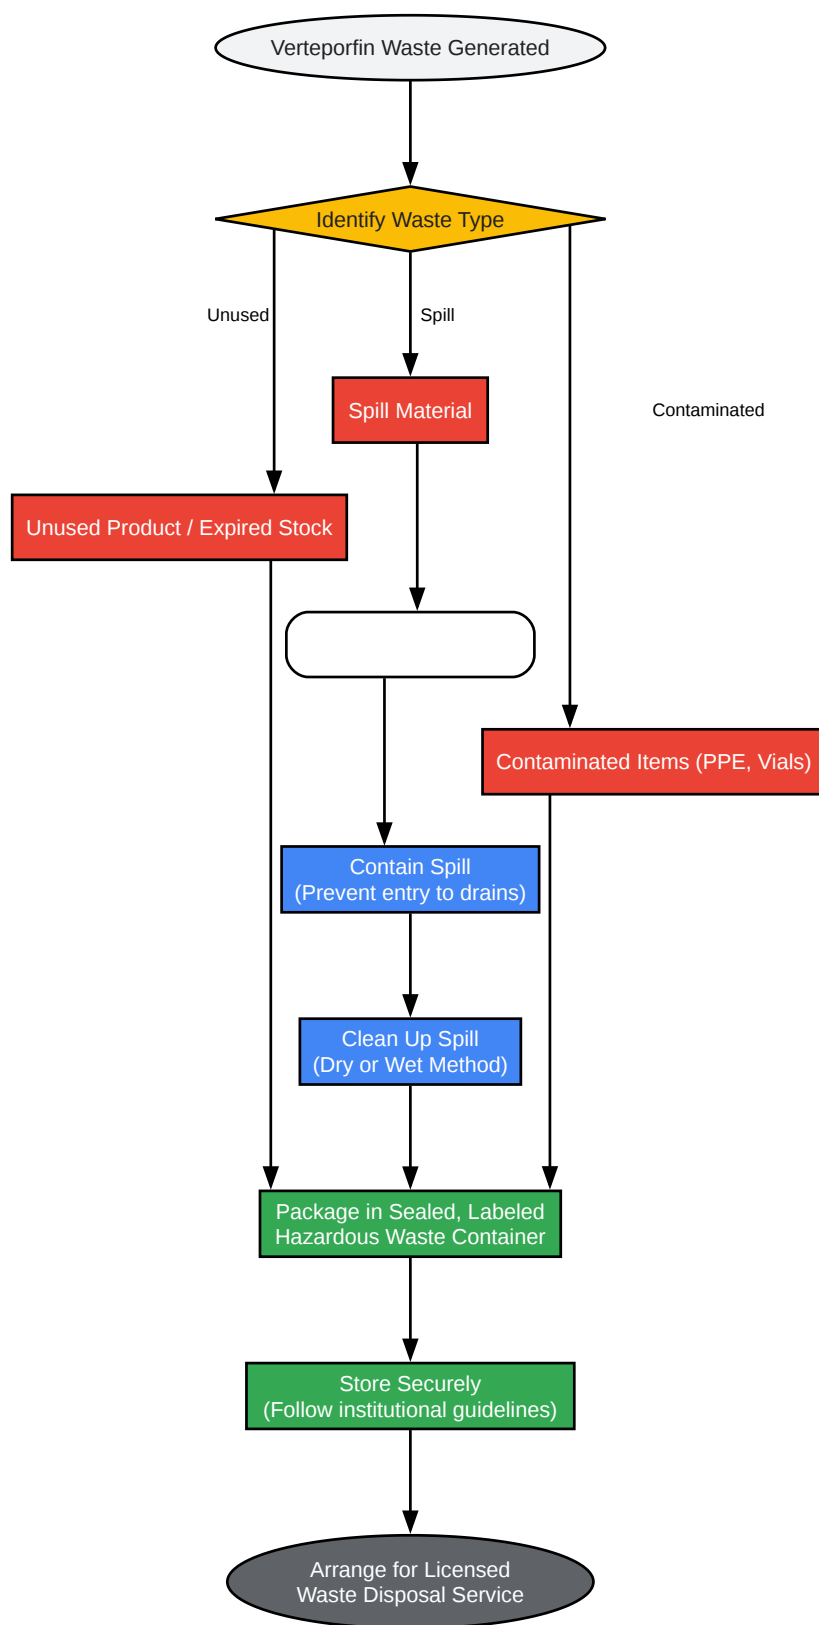 Verteporfin Waste Generated
Identify Waste Type
Unused
Spill
Spill Material
Contaminated
Unused Product / Expired Stock
Contaminated Items (PPE, Vials)
Contain Spill
(Prevent entry to drains)
Clean Up Spill
(Dry or Wet Method)
Package in Sealed, Labeled
Hazardous Waste Container
Store Securely
(Follow institutional guidelines)
Arrange for Licensed
Waste Disposal Service